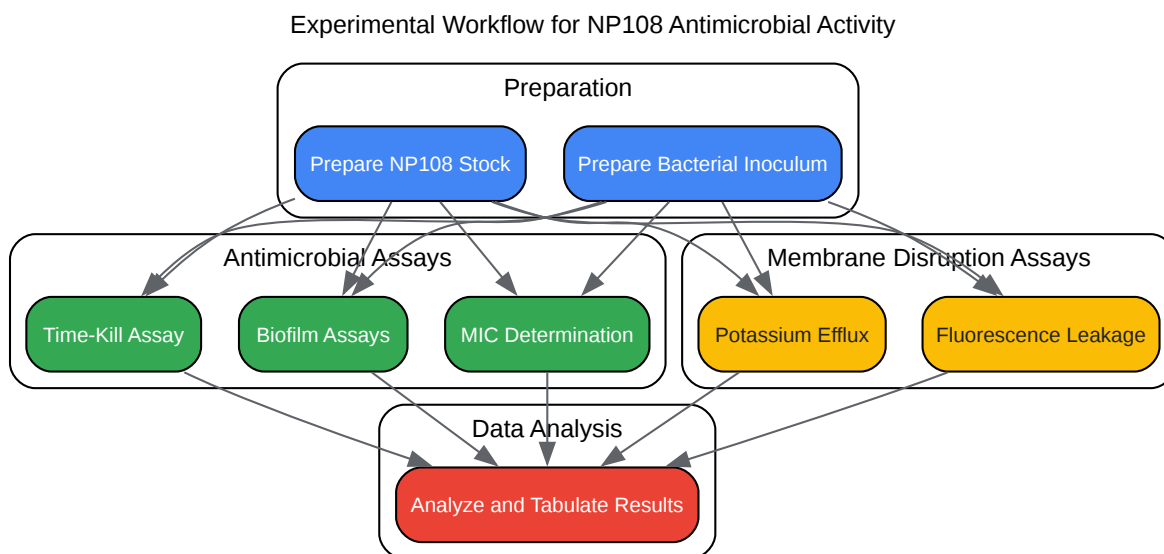 Experimental Workflow for NP108 Antimicrobial Activity
Preparation
Prepare NP108 Stock
Prepare Bacterial Inoculum
Antimicrobial Assays
Membrane Disruption Assays
Time-Kill Assay
Biofilm Assays
MIC Determination
Potassium Efflux
Fluorescence Leakage
Data Analysis
Analyze and Tabulate Results